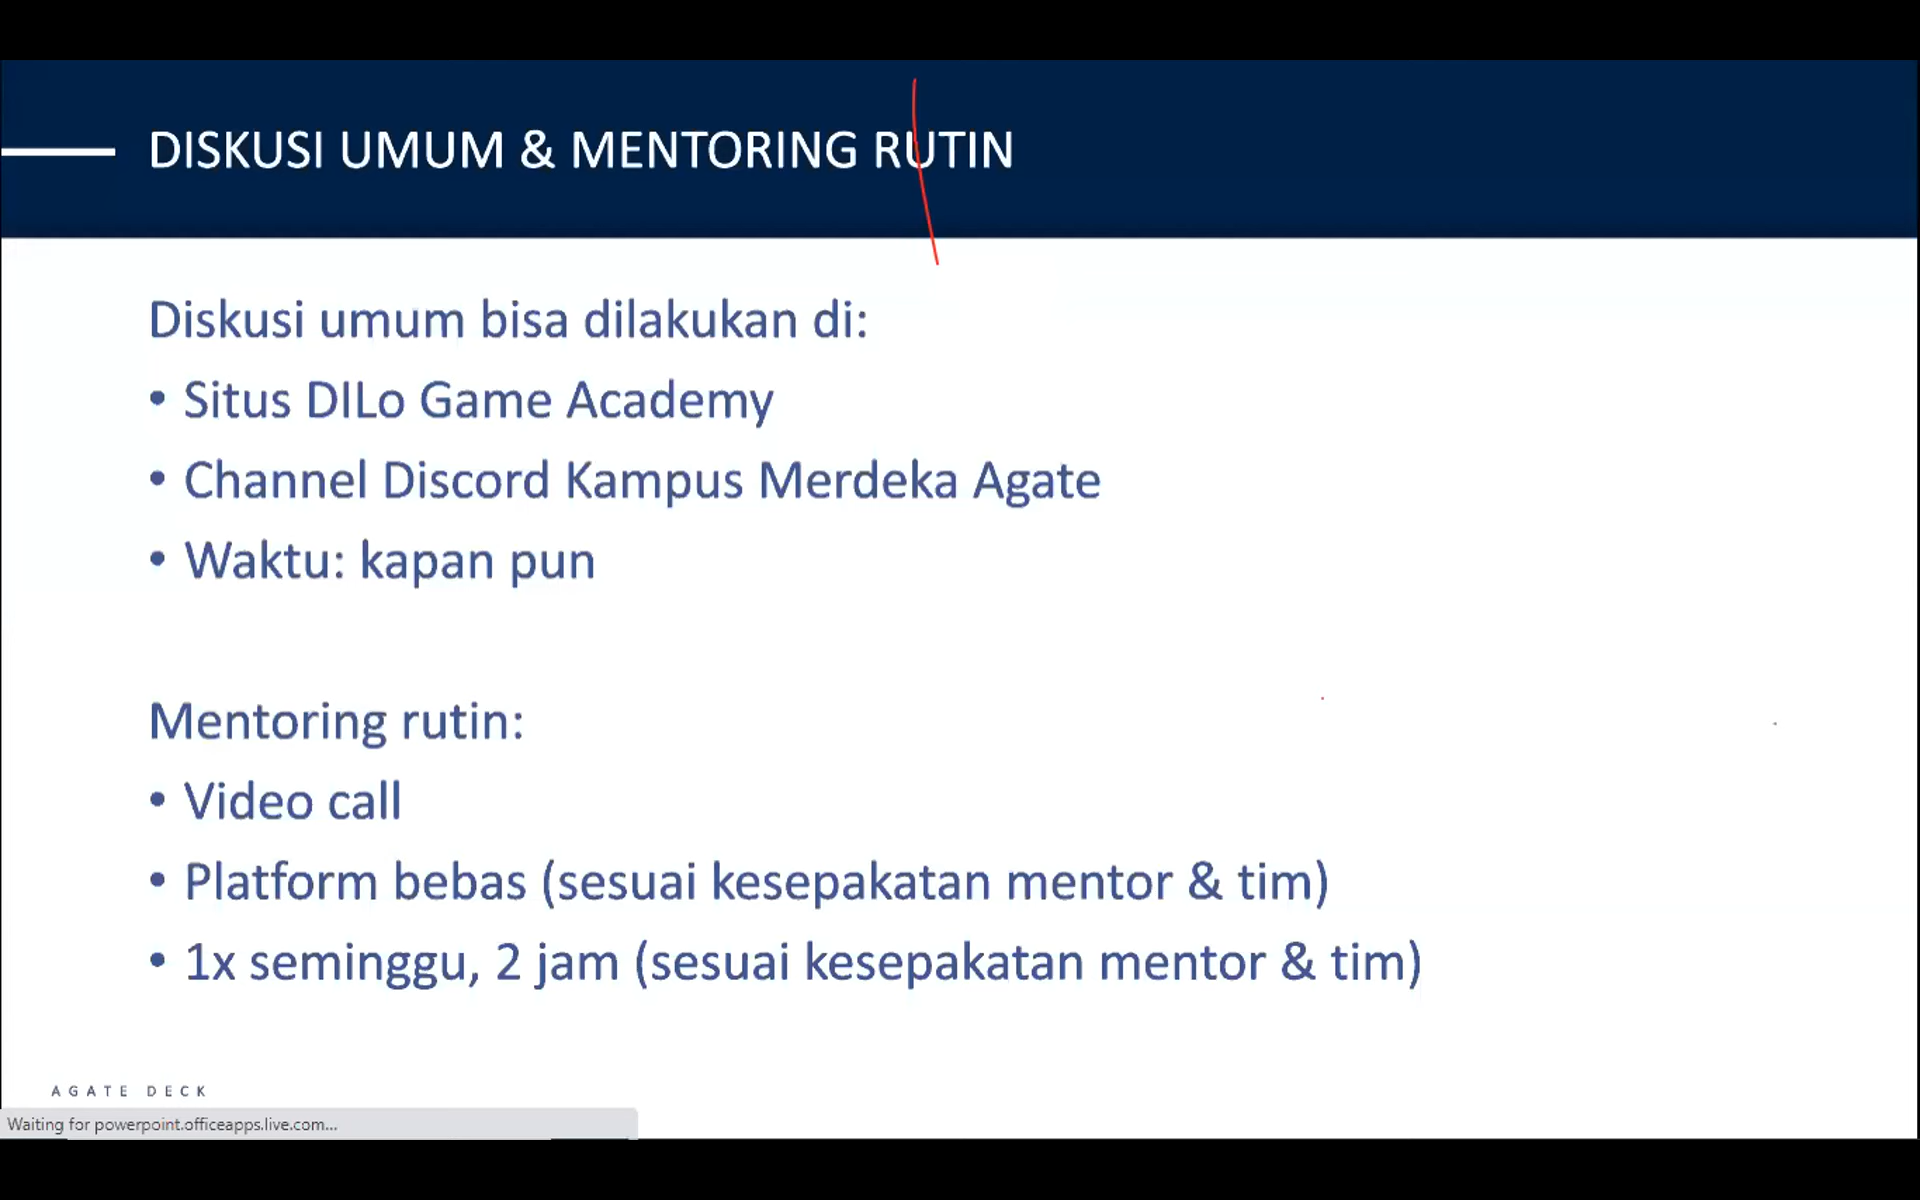 DISKUSI UMUM & MENTORING RUTIN
Diskusi umum bisa dilakukan di:
• Situs DILo Game Academy
• Channel Discord Kampus Merdeka Agate
• Waktu: kapan pun
Mentoring rutin:
• Video call
• Platform bebas (sesuai kesepakatan mentor & tim)
• 1x seminggu, 2 jam (sesuai kesepakatan mentor & tim)
AGATE DECK
Waiting for powerpoint.officeapps.live.com...